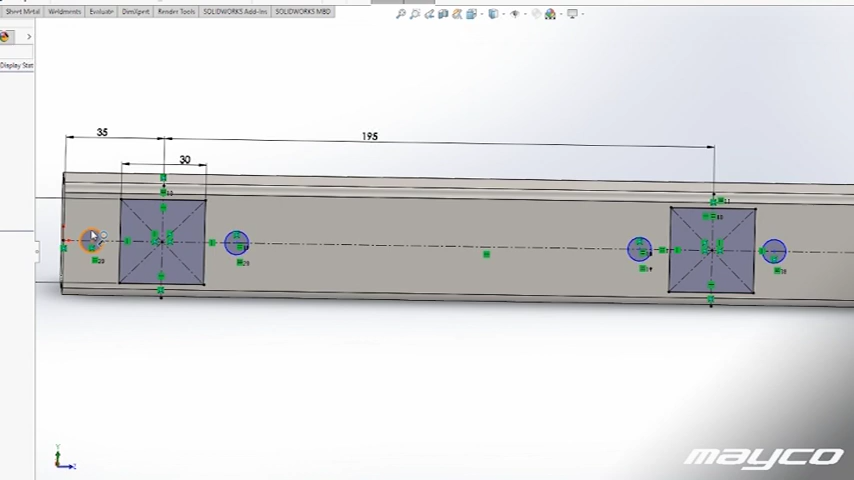 Sheet Metal Weldments Evaluate DimXpert Render Tools SOLIDWORKS Add-Ins SOLIDWORKS MBD
Display Stat
35
195
30
mayco